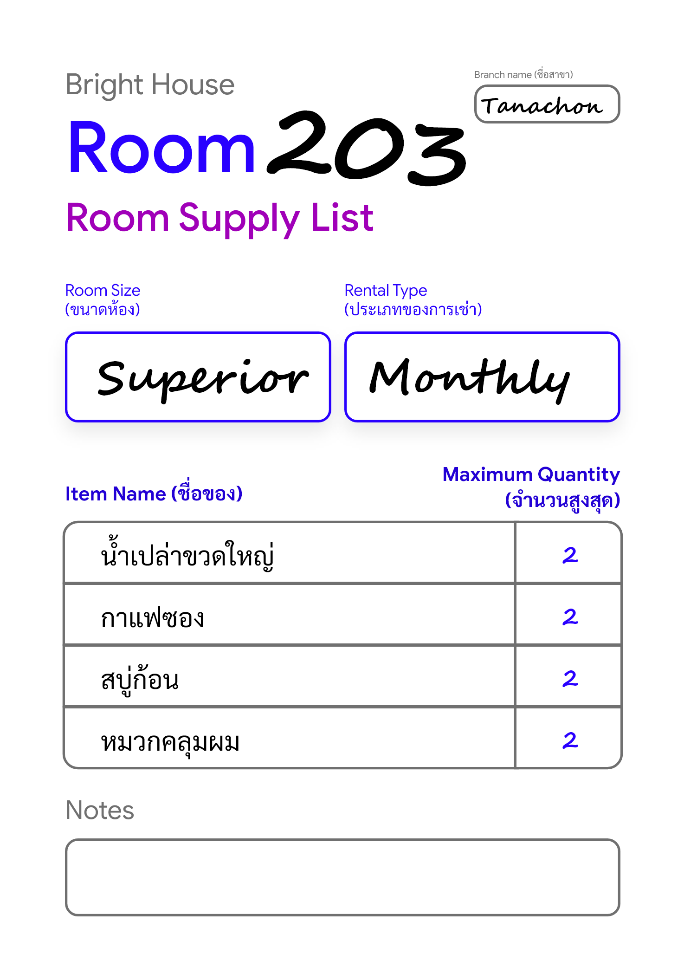 Bright House
Branch name (ชื่อสาขา)
Tanachon
Room 203
Room Supply List
Room Size
(ขนาดห้อง)
Rental Type
(ประเภทของการเช่า)
Superior
Monthly
Item Name (ชื่อของ)
Maximum Quantity
(จำนวนสูงสุด)
น้ำเปล่าขวดใหญ่ 2
กาแฟซอง 2
สบู่ก้อน 2
หมวกคลุมผม 2
Notes